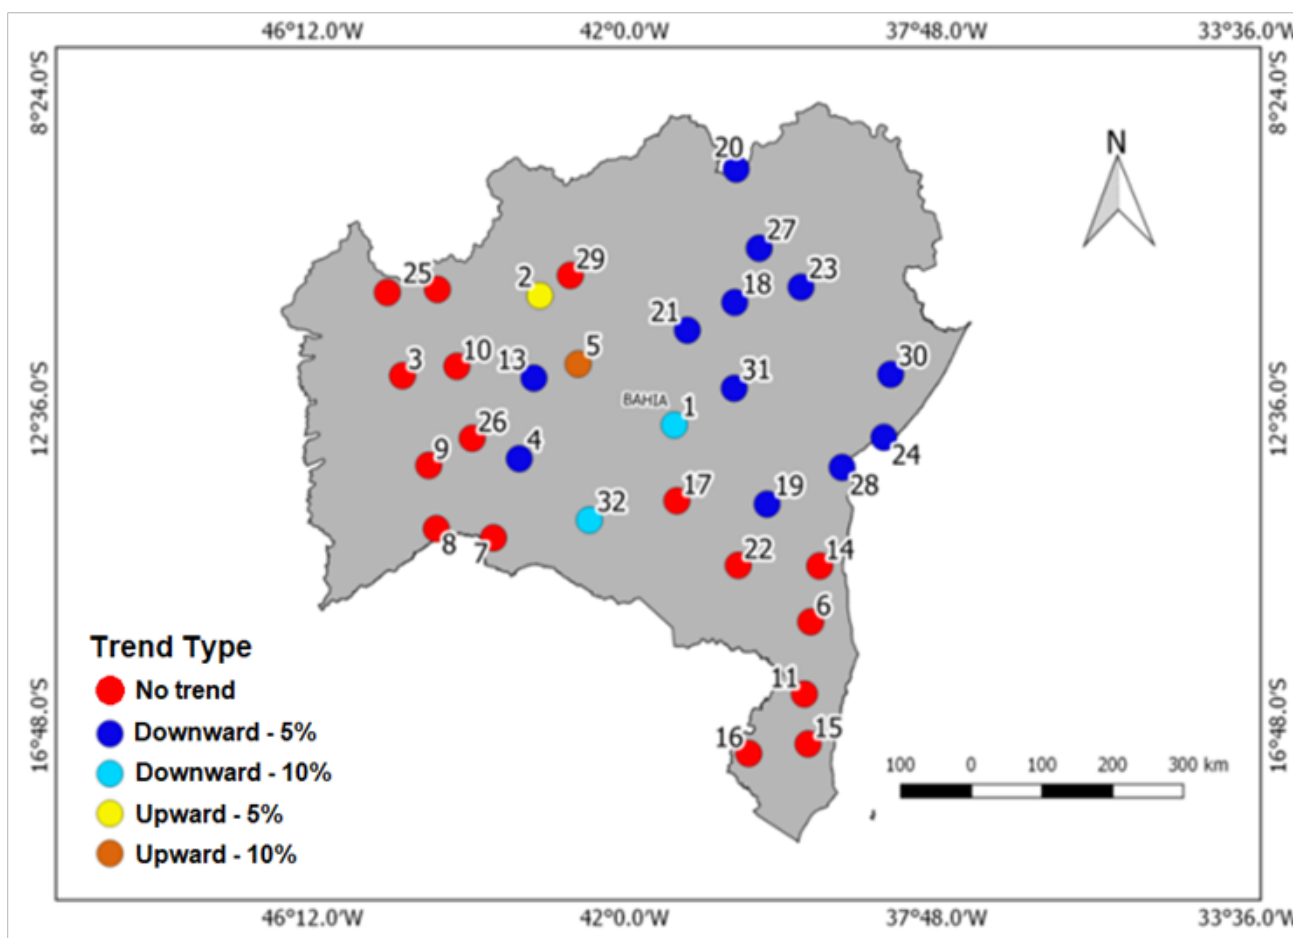 46°12.0′W 42°0.0′W 37°48.0′W 33°36.0′W
8°24.0′S
8°24.0′S
N
20
27
25
2
29
18
23
21
3
10
13
5
30
31
BAHIA
1
26
4
9
24
17
19
28
32
8
7
22
14
6
11
16
15
12°36.0′S
12°36.0′S
16°48.0′S
16°48.0′S
Trend Type
No trend
Downward - 5%
Downward - 10%
Upward - 5%
Upward - 10%
100 0 100 200 300 km
46°12.0′W 42°0.0′W 37°48.0′W 33°36.0′W